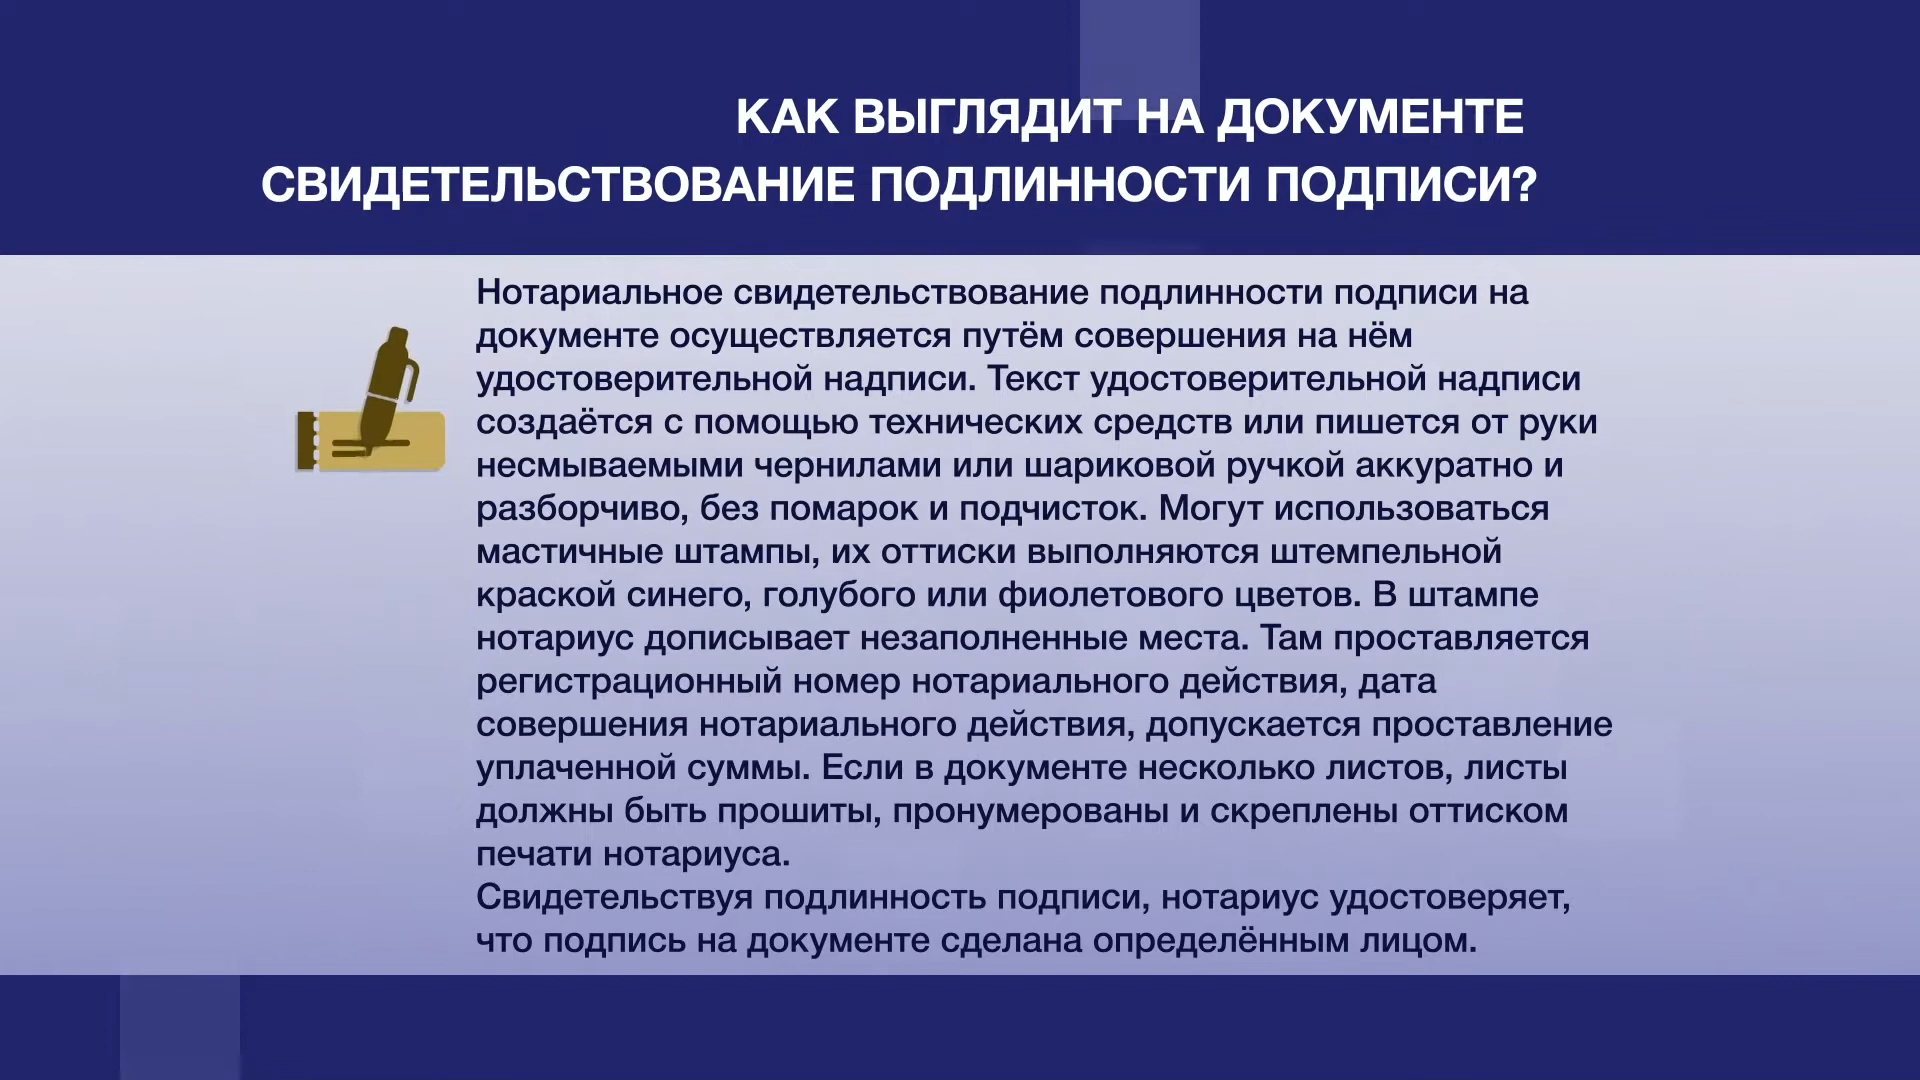 КАК ВЫГЛЯДИТ НА ДОКУМЕНТЕ
СВИДЕТЕЛЬСТВОВАНИЕ ПОДЛИННОСТИ ПОДПИСИ?
Нотариальное свидетельствование подлинности подписи на
документе осуществляется путём совершения на нём
удостоверительной надписи. Текст удостоверительной надписи
создаётся с помощью технических средств или пишется от руки
несмываемыми чернилами или шариковой ручкой аккуратно и
разборчиво, без помарок и подчисток. Могут использоваться
мастичные штампы, их оттиски выполняются штемпельной
краской синего, голубого или фиолетового цветов. В штампе
нотариус дописывает незаполненные места. Там проставляется
регистрационный номер нотариального действия, дата
совершения нотариального действия, допускается проставление
уплаченной суммы. Если в документе несколько листов, листы
должны быть прошиты, пронумерованы и скреплены оттиском
печати нотариуса.
Свидетельствуя подлинность подписи, нотариус удостоверяет,
что подпись на документе сделана определённым лицом.